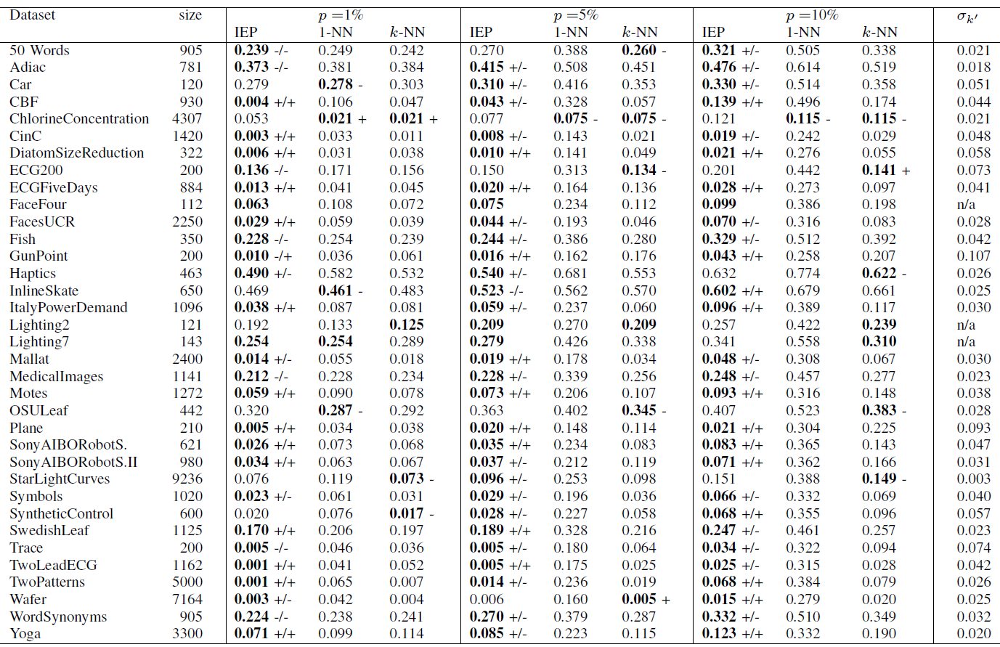 Dataset size p =1% p =5% p =10% σk′
IEP 1-NN k-NN IEP 1-NN k-NN IEP 1-NN k-NN
50 Words 905 0.239 -/- 0.249 0.242 0.270 0.388 0.260 - 0.321 +/- 0.505 0.338 0.021
Adiac 781 0.373 -/- 0.381 0.384 0.415 +/- 0.508 0.451 0.476 +/- 0.614 0.519 0.018
Car 120 0.279 0.278 - 0.303 0.310 +/- 0.416 0.353 0.330 +/- 0.514 0.358 0.051
CBF 930 0.004 +/+ 0.106 0.047 0.043 +/- 0.328 0.057 0.139 +/+ 0.496 0.174 0.044
ChlorineConcentration 4307 0.053 0.021 + 0.021 + 0.077 0.075 - 0.075 - 0.121 0.115 - 0.115 - 0.021
CinC 1420 0.003 +/+ 0.033 0.011 0.008 +/- 0.143 0.021 0.019 +/- 0.242 0.029 0.048
DiatomSizeReduction 322 0.006 +/+ 0.031 0.038 0.010 +/+ 0.141 0.049 0.021 +/+ 0.276 0.055 0.058
ECG200 200 0.136 -/- 0.171 0.156 0.150 0.313 0.134 - 0.201 0.442 0.141 + 0.073
ECGFiveDays 884 0.013 +/+ 0.041 0.045 0.020 +/+ 0.164 0.136 0.028 +/+ 0.273 0.097 0.041
FaceFour 112 0.063 0.108 0.072 0.075 0.234 0.112 0.099 0.386 0.198 n/a
FacesUCR 2250 0.029 +/+ 0.059 0.039 0.044 +/- 0.193 0.046 0.070 +/- 0.316 0.083 0.028
Fish 350 0.228 -/- 0.254 0.239 0.244 +/- 0.386 0.280 0.329 +/- 0.512 0.392 0.042
GunPoint 200 0.010 -/+ 0.036 0.061 0.016 +/+ 0.162 0.176 0.043 +/+ 0.258 0.207 0.107
Haptics 463 0.490 +/- 0.582 0.532 0.540 +/- 0.681 0.553 0.632 0.774 0.622 - 0.026
InlineSkate 650 0.469 0.461 - 0.483 0.523 -/- 0.562 0.570 0.602 +/+ 0.679 0.661 0.025
ItalyPowerDemand 1096 0.038 +/+ 0.087 0.081 0.059 +/- 0.237 0.060 0.096 +/+ 0.389 0.117 0.030
Lighting2 121 0.192 0.133 0.125 0.209 0.270 0.209 0.257 0.422 0.239 n/a
Lighting7 143 0.254 0.254 0.289 0.279 0.426 0.338 0.341 0.558 0.310 n/a
Mallat 2400 0.014 +/- 0.055 0.018 0.019 +/+ 0.178 0.034 0.048 +/- 0.308 0.067 0.030
MedicalImages 1141 0.212 -/- 0.228 0.234 0.228 +/- 0.339 0.256 0.248 +/- 0.457 0.277 0.023
Motes 1272 0.059 +/+ 0.090 0.078 0.073 +/+ 0.206 0.107 0.093 +/+ 0.316 0.148 0.038
OSULeaf 442 0.320 0.287 - 0.292 0.363 0.402 0.345 - 0.407 0.523 0.383 - 0.028
Plane 210 0.005 +/+ 0.034 0.038 0.020 +/+ 0.148 0.114 0.021 +/+ 0.304 0.225 0.093
SonyAIBORobotS. 621 0.026 +/+ 0.073 0.068 0.035 +/+ 0.234 0.083 0.083 +/+ 0.365 0.143 0.047
SonyAIBORobotS.II 980 0.034 +/+ 0.063 0.067 0.037 +/- 0.212 0.119 0.071 +/+ 0.362 0.166 0.031
StarLightCurves 9236 0.076 0.119 0.073 - 0.096 +/- 0.253 0.098 0.151 0.388 0.149 - 0.003
Symbols 1020 0.023 +/- 0.061 0.031 0.029 +/- 0.196 0.036 0.066 +/- 0.332 0.069 0.040
SyntheticControl 600 0.020 0.076 0.017 - 0.028 +/- 0.227 0.058 0.068 +/+ 0.355 0.096 0.057
SwedishLeaf 1125 0.170 +/+ 0.206 0.197 0.189 +/+ 0.328 0.216 0.247 +/- 0.461 0.257 0.023
Trace 200 0.005 -/- 0.046 0.036 0.005 +/- 0.180 0.064 0.034 +/- 0.322 0.094 0.074
TwoLeadECG 1162 0.001 +/+ 0.041 0.052 0.005 +/+ 0.175 0.025 0.025 +/- 0.315 0.028 0.042
TwoPatterns 5000 0.001 +/+ 0.065 0.007 0.014 +/- 0.236 0.019 0.068 +/+ 0.384 0.079 0.026
Wafer 7164 0.003 +/- 0.042 0.004 0.006 0.160 0.005 + 0.015 +/+ 0.279 0.020 0.025
WordSynonyms 905 0.224 -/- 0.238 0.241 0.270 +/- 0.379 0.287 0.332 +/- 0.510 0.349 0.032
Yoga 3300 0.071 +/+ 0.099 0.114 0.085 +/- 0.223 0.115 0.123 +/+ 0.332 0.190 0.020